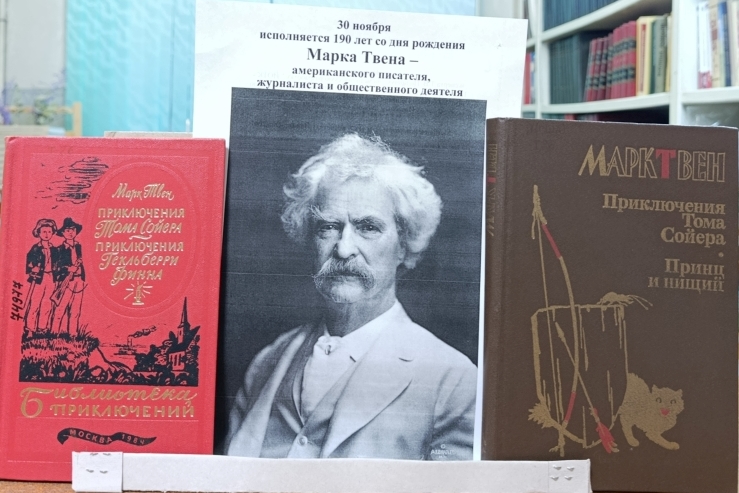 30 ноября
исполняется 190 лет со дня рождения
Марка Твена –
американского писателя,
журналиста и общественного деятеля
Марк Твен
ПРИКЛЮЧЕНИЯ
ТОМА СОЙЕРА
ПРИКЛЮЧЕНИЯ
ГЕКЛЬБЕРРИ
ФИННА
74977
БИБЛИОТЕКА
ПРИКЛЮЧЕНИЙ
МОСКВА 1984
МАРК ТВЕН
Приключения
Тома
Сойера
•
Принц
и нищий